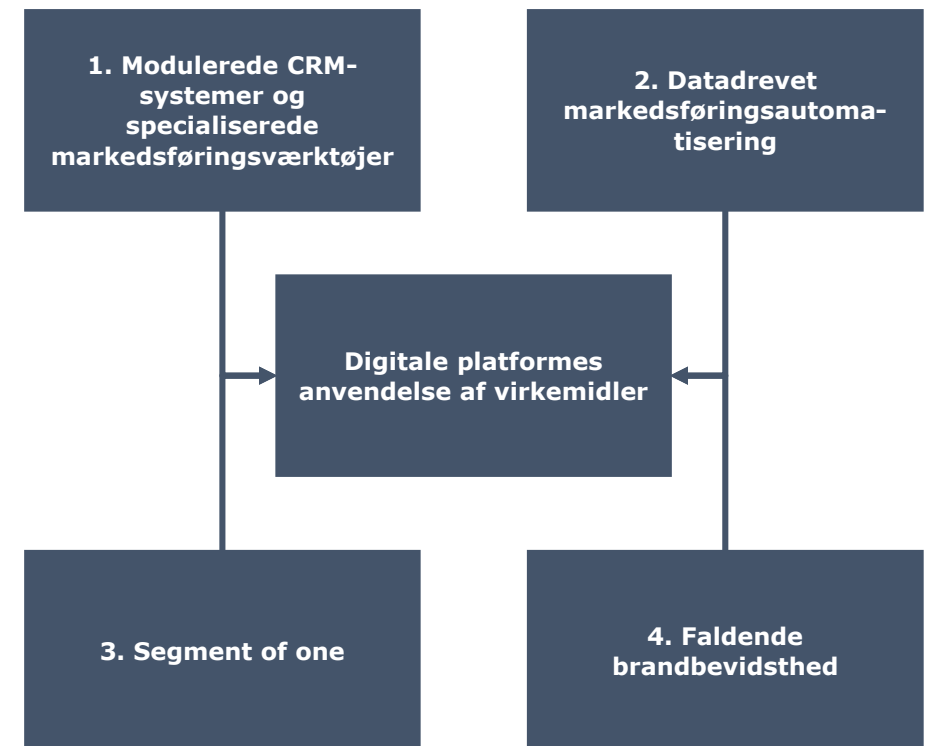 1. Modulerede CRM-
systemer og
specialiserede
markedsføringsværktøjer
2. Datadrevet
markedsføringsautoma-
tisering
Digitale platformes
anvendelse af virkemidler
3. Segment of one
4. Faldende
brandbevidsthed